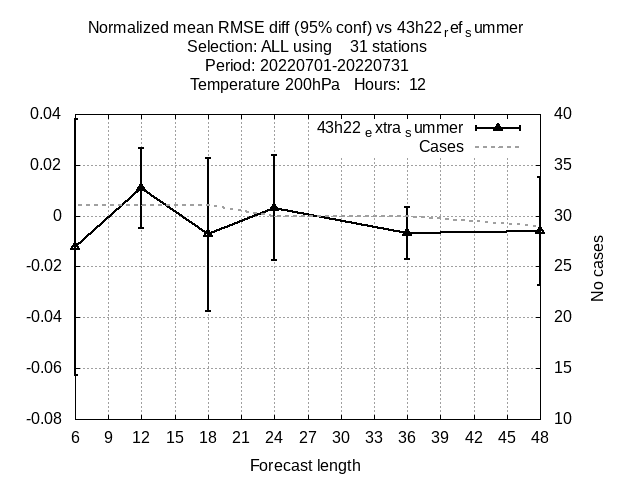 Normalized mean RMSE diff (95% conf) vs 43h22refsummer
Selection: ALL using    31 stations
Period: 20220701-20220731
Temperature 200hPa   Hours:  12
43h22extrasummer
Cases
0.04
0.02
0
-0.02
-0.04
-0.06
-0.08
40
35
30
25
20
15
10
No cases
6 9 12 15 18 21 24 27 30 33 36 39 42 45 48
Forecast length